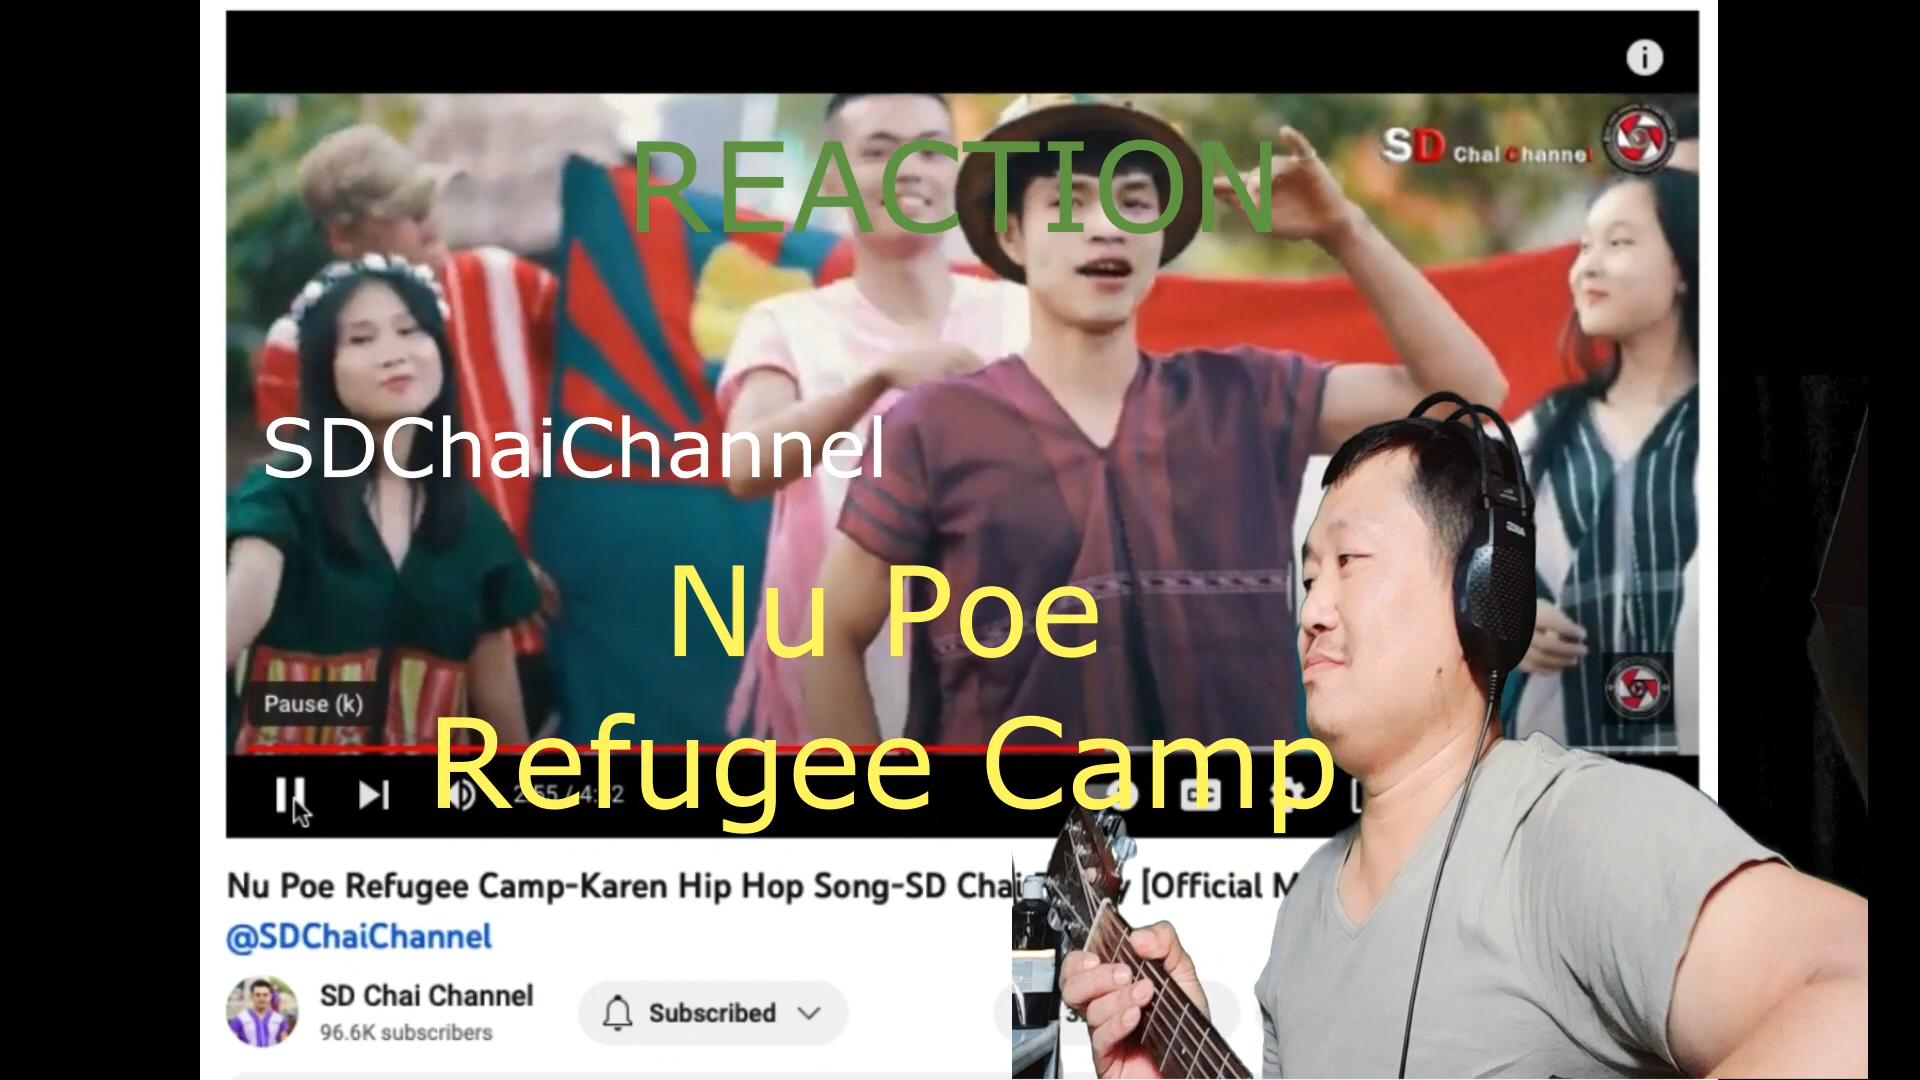 REACTION
SD Chai Channel
SDChaiChannel
Nu Poe
Pause (k)
Refugee Camp
Nu Poe Refugee Camp-Karen Hip Hop Song-SD Chai [Official M
@SDChaiChannel
SD Chai Channel
Subscribed
96.6K subscribers